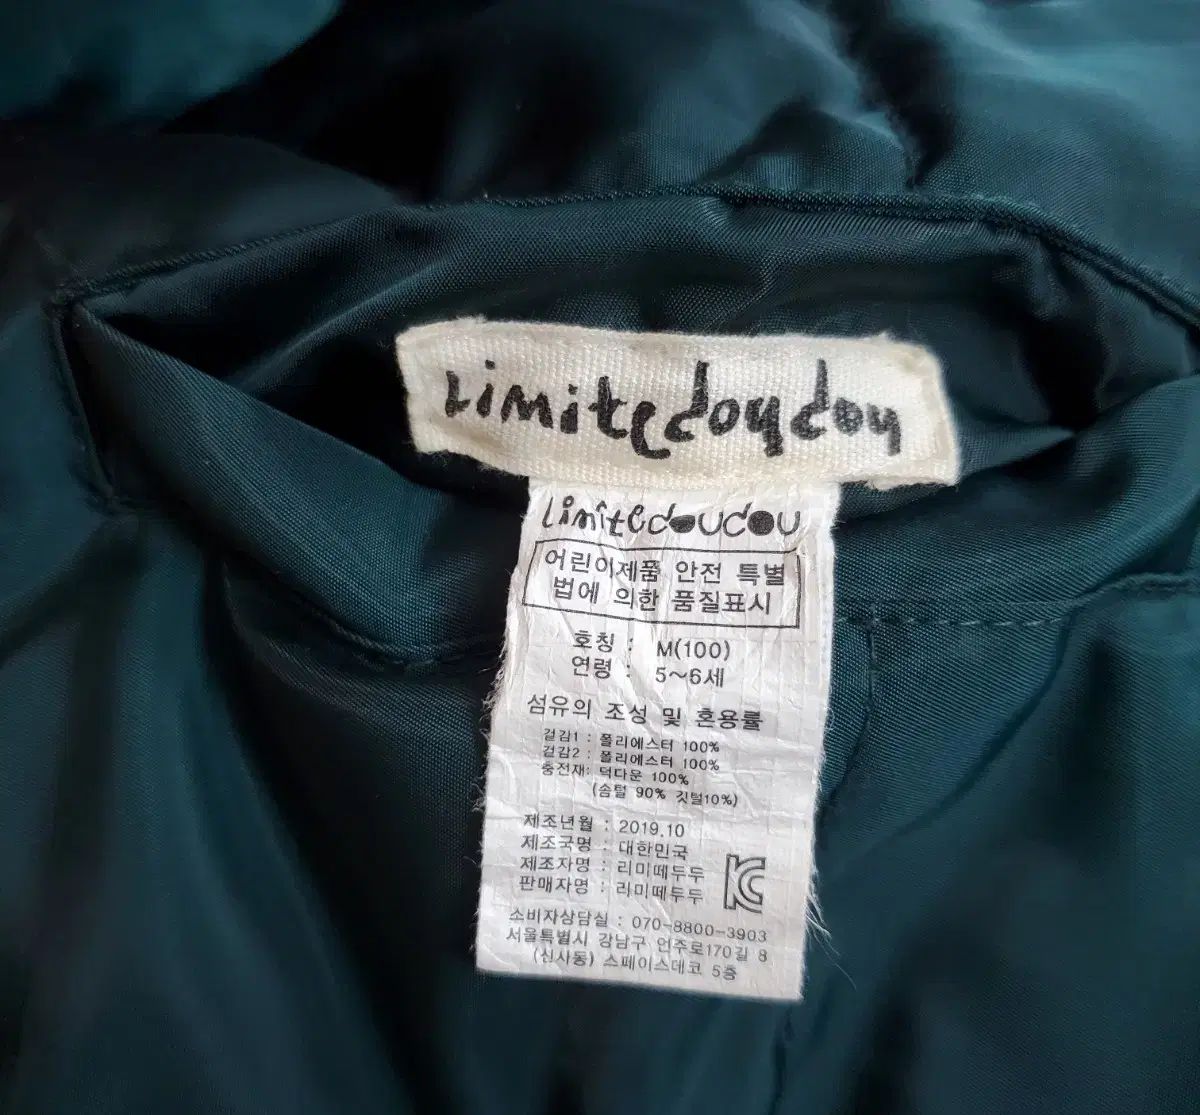 Limitedoudou
Limitedoudou
어린이제품 안전 특별
법에 의한 품질표시
호칭 : M(100)
연령 : 5~6세
섬유의 조성 및 혼용률
겉감1 : 폴리에스터 100%
겉감2 : 폴리에스터 100%
충전재: 덕다운 100%
(솜털 90% 깃털10%)
제조년월 : 2019.10
제조국명 : 대한민국
제조자명 : 리미떼두두
판매자명 : 리미떼두두
소비자상담실 : 070-8800-3903
서울특별시 강남구 언주로170길 8
(신사동) 스페이스데코 5층